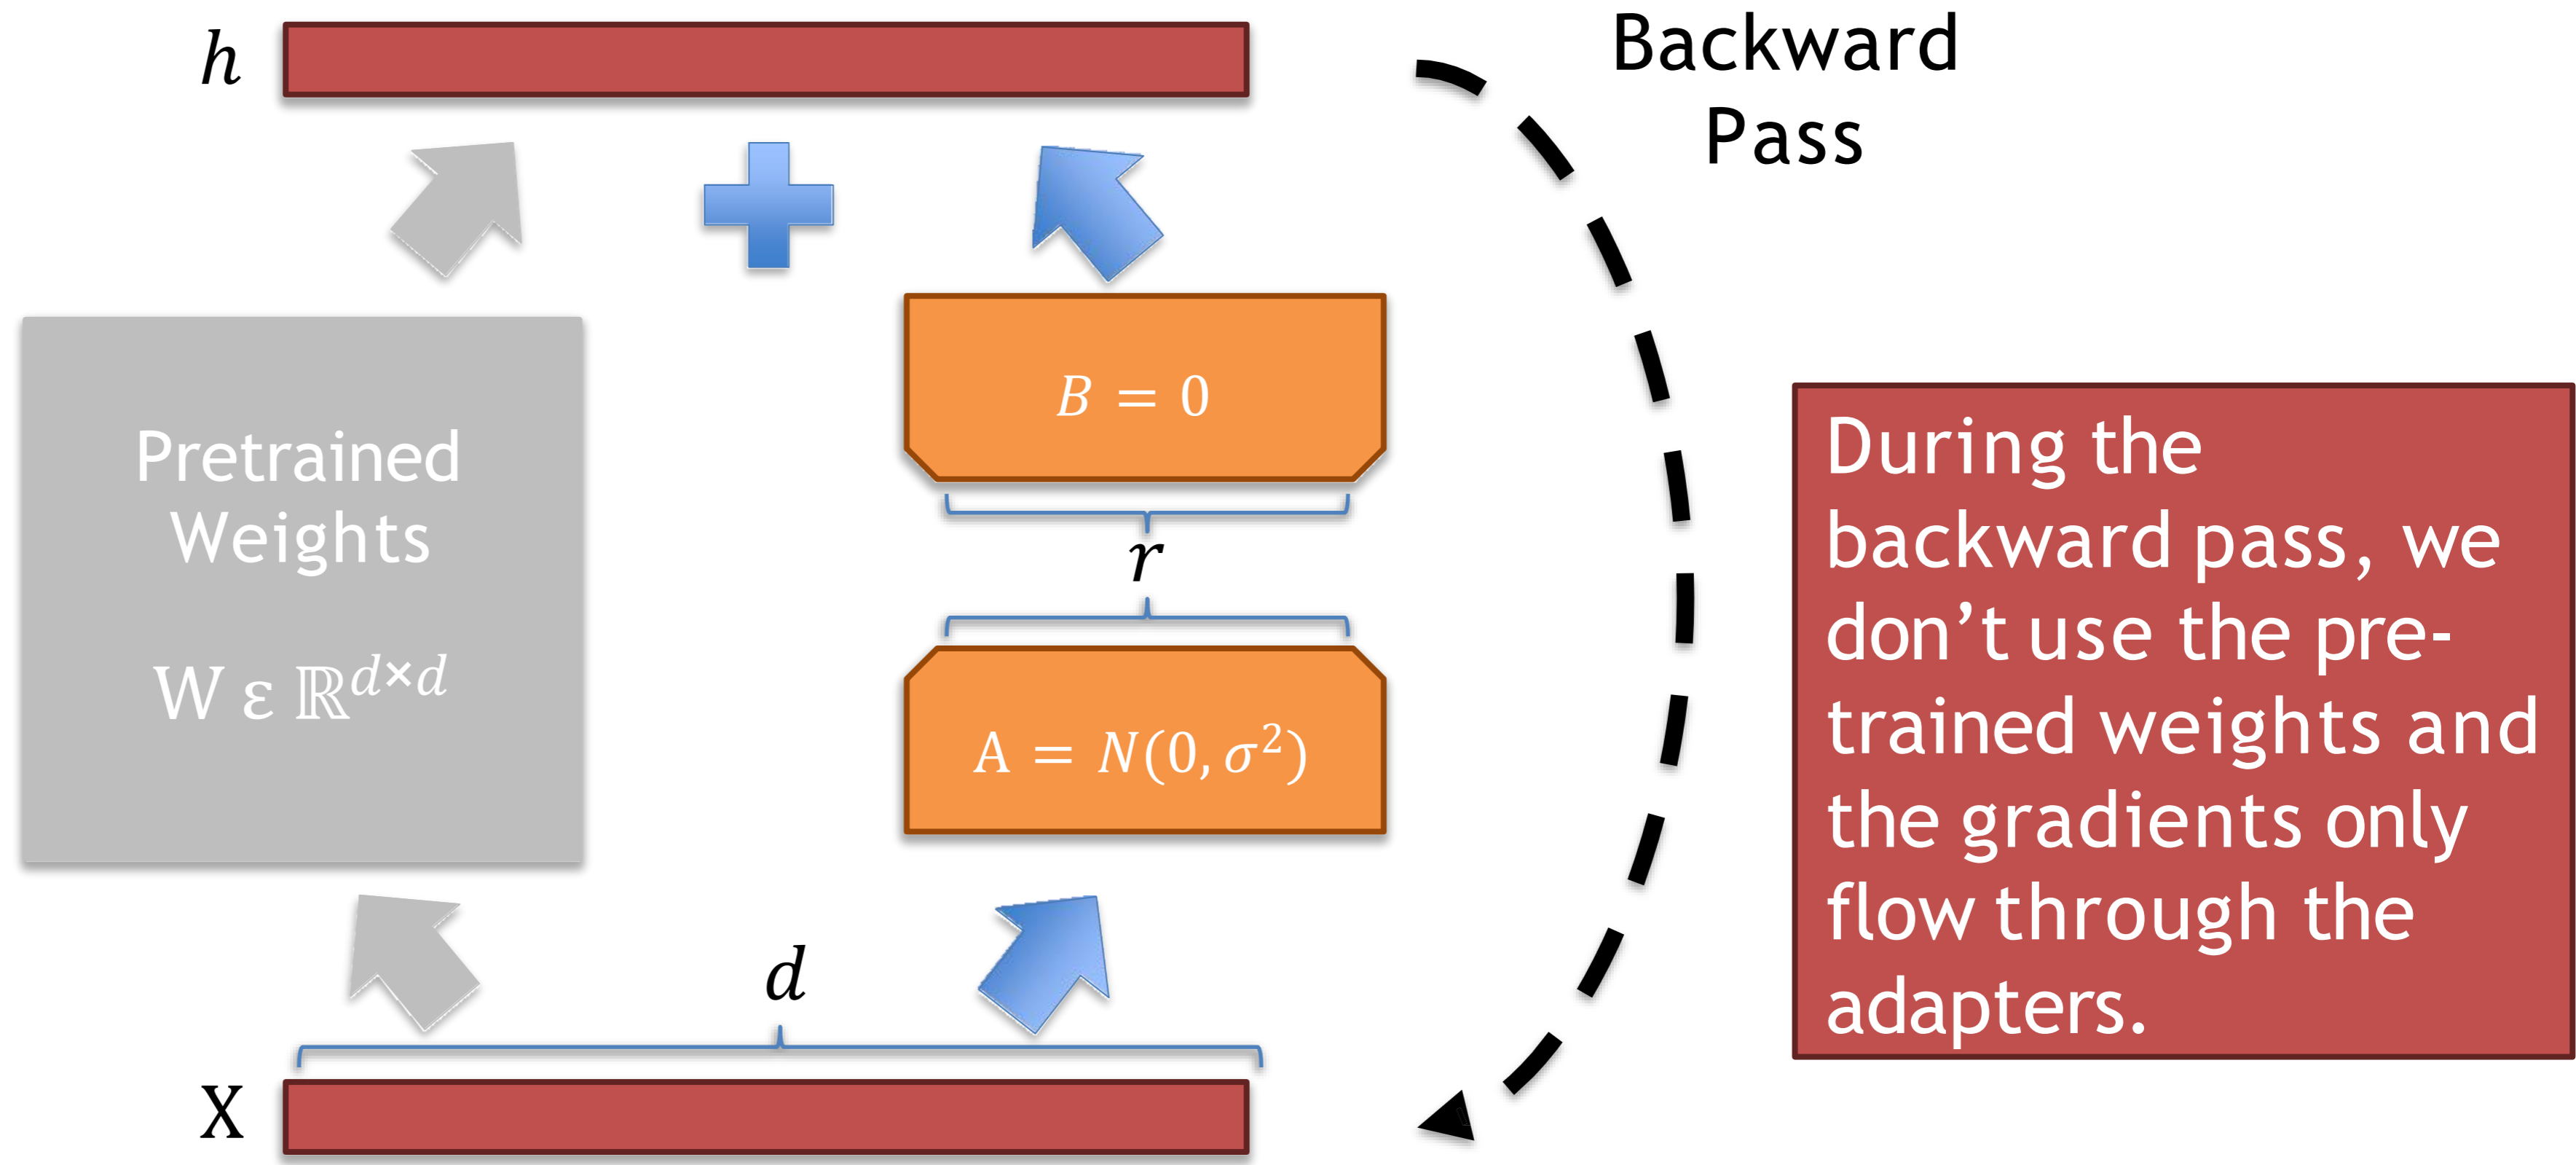 h
Backward
Pass
Pretrained
Weights
W ε ℝ^{d×d}
B = 0
r
A = N(0, σ²)
d
X
During the
backward pass, we
don’t use the pre-
trained weights and
the gradients only
flow through the
adapters.